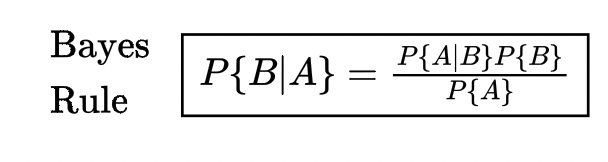 Bayes
Rule
P{B|A} = P{A|B}P{B} / P{A}